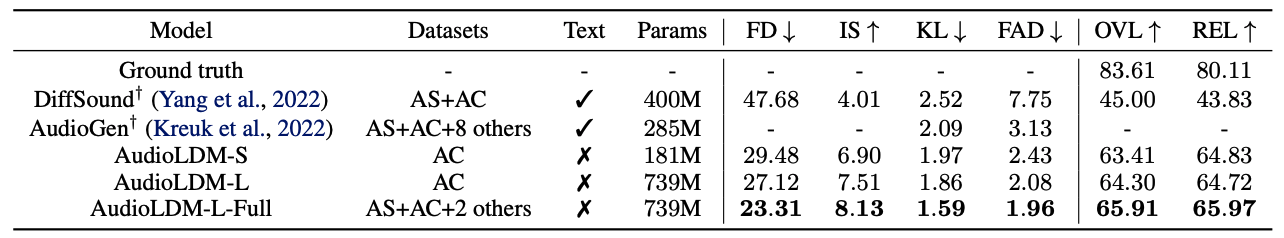 Model Datasets Text Params FD ↓ IS ↑ KL ↓ FAD ↓ OVL ↑ REL ↑
Ground truth - - - - - - - 83.61 80.11
DiffSound† (Yang et al., 2022) AS+AC ✓ 400M 47.68 4.01 2.52 7.75 45.00 43.83
AudioGen† (Kreuk et al., 2022) AS+AC+8 others ✓ 285M - - 2.09 3.13 - -
AudioLDM-S AC ✗ 181M 29.48 6.90 1.97 2.43 63.41 64.83
AudioLDM-L AC ✗ 739M 27.12 7.51 1.86 2.08 64.30 64.72
AudioLDM-L-Full AS+AC+2 others ✗ 739M 23.31 8.13 1.59 1.96 65.91 65.97